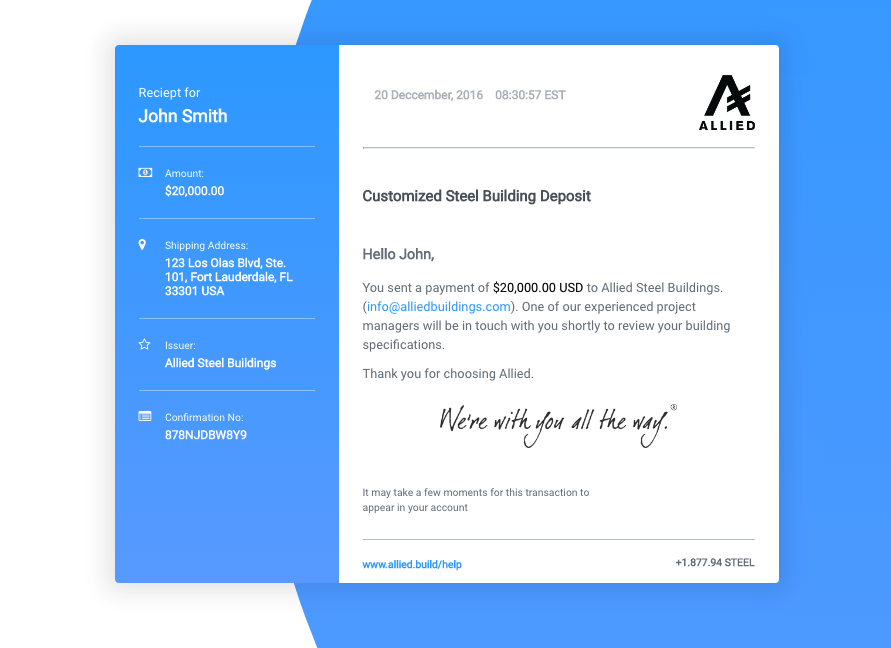 Reciept for
John Smith
Amount:
$20,000.00
Shipping Address:
123 Los Olas Blvd, Ste.
101, Fort Lauderdale, FL
33301 USA
Issuer:
Allied Steel Buildings
Confirmation No:
878NJDBW8Y9
20 Deccember, 2016 08:30:57 EST
ALLIED
Customized Steel Building Deposit
Hello John,
You sent a payment of $20,000.00 USD to Allied Steel Buildings.
(info@alliedbuildings.com). One of our experienced project
managers will be in touch with you shortly to review your building
specifications.
Thank you for choosing Allied.
We're with you all the way.®
It may take a few moments for this transaction to
appear in your account
www.allied.build/help
+1.877.94 STEEL